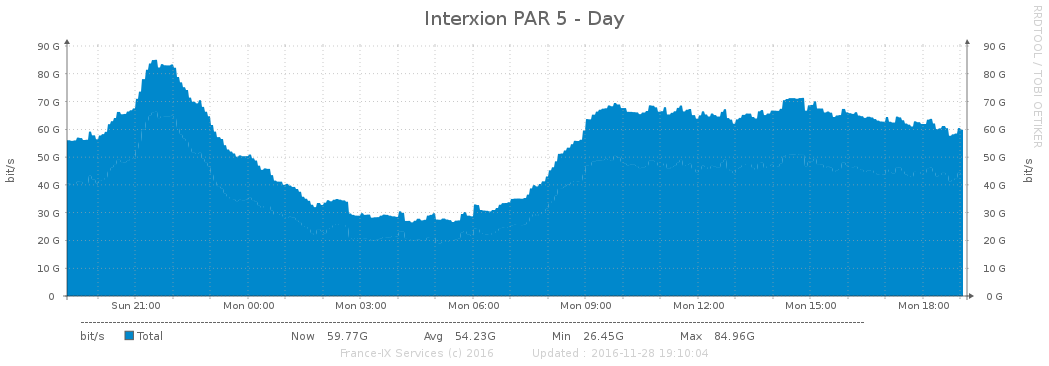 Interxion PAR 5 - Day
RRDTOOL / TOBI OETIKER
90 G 90 G
80 G 80 G
70 G 70 G
60 G 60 G
50 G 50 G
40 G 40 G
30 G 30 G
20 G 20 G
10 G 10 G
0 0 G
bit/s bit/s
Sun 21:00 Mon 00:00 Mon 03:00 Mon 06:00 Mon 09:00 Mon 12:00 Mon 15:00 Mon 18:00
bit/s Total Now 59.77G Avg 54.23G Min 26.45G Max 84.96G
France-IX Services (c) 2016 Updated : 2016-11-28 19:10:04